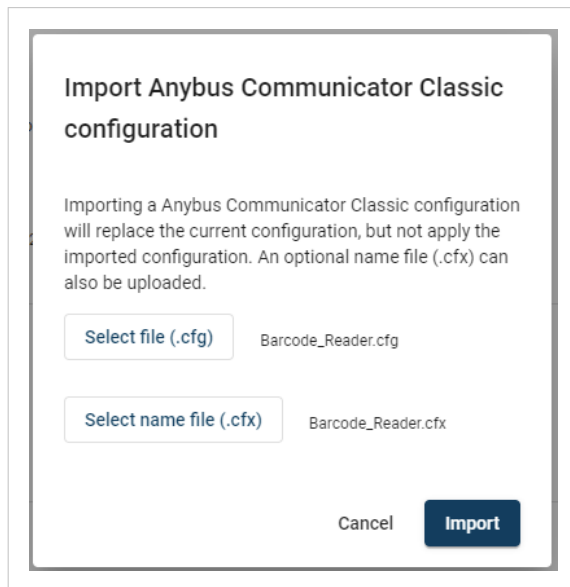 Import Anybus Communicator Classic
configuration
Importing a Anybus Communicator Classic configuration
will replace the current configuration, but not apply the
imported configuration. An optional name file (.cfx) can
also be uploaded.
Select file (.cfg) Barcode_Reader.cfg
Select name file (.cfx) Barcode_Reader.cfx
Cancel Import